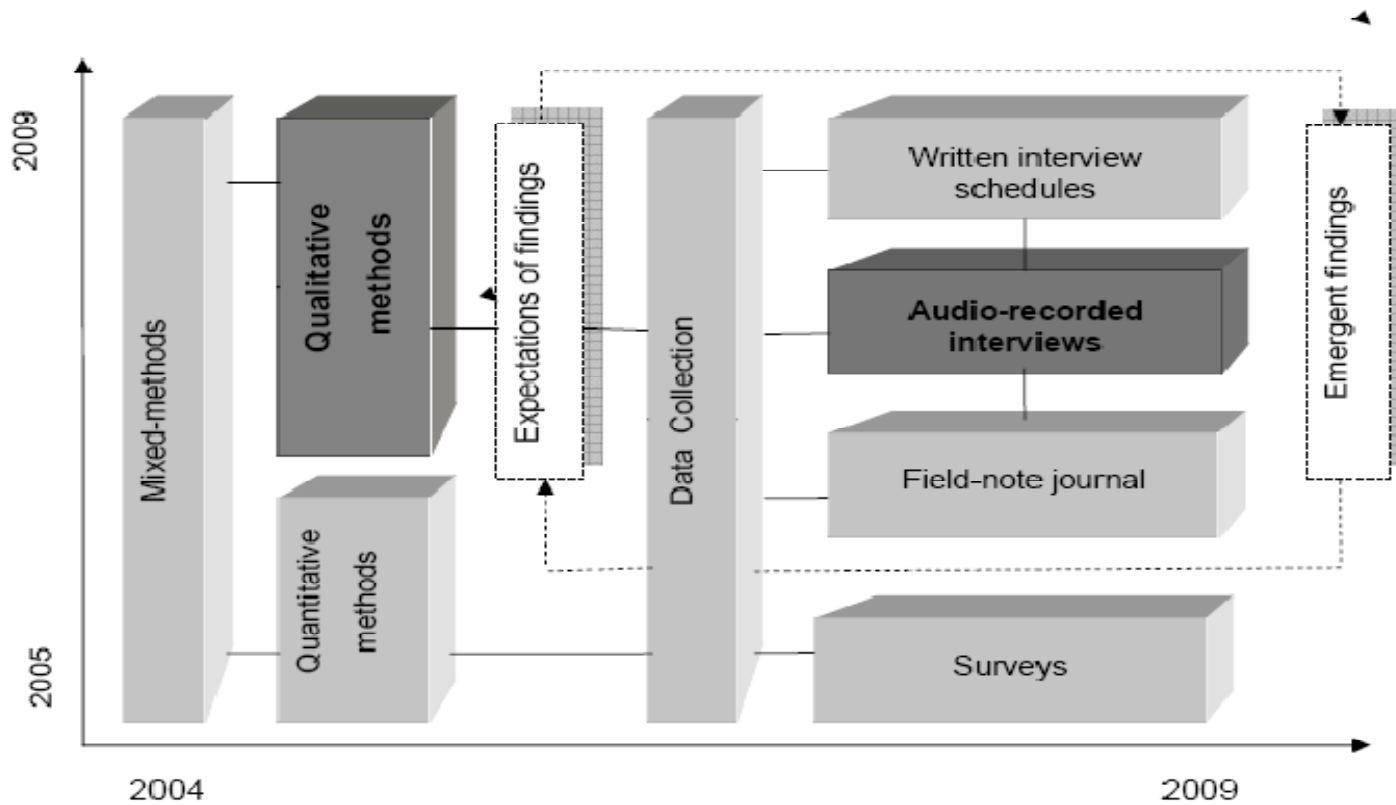 2009
2005
Mixed-methods
Qualitative
methods
Quantitative
methods
Expectations of findings
Data Collection
Written interview
schedules
Audio-recorded
interviews
Field-note journal
Surveys
Emergent findings
2004
2009